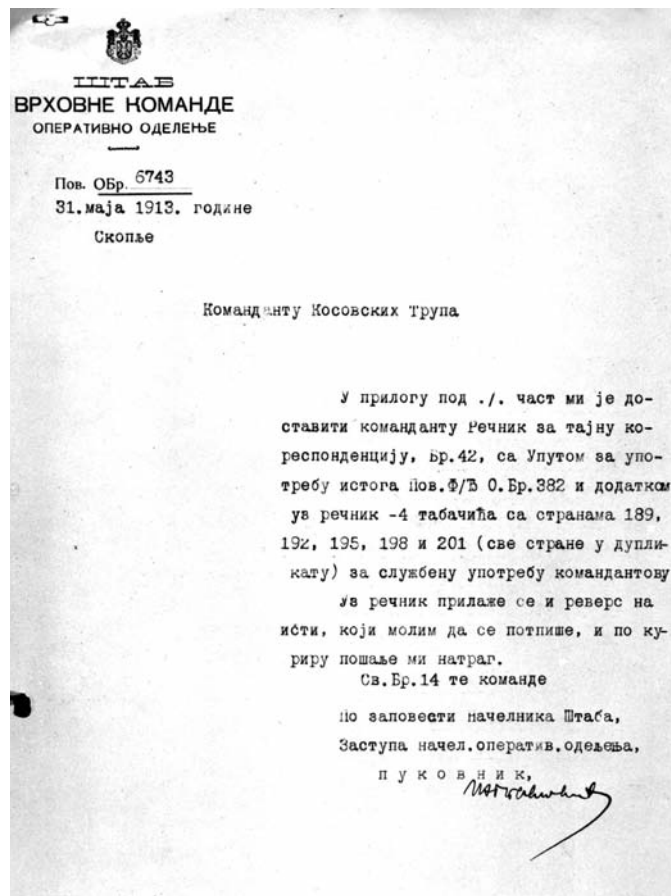 ШТАБ
ВРХОВНЕ КОМАНДЕ
ОПЕРАТИВНО ОДЕЛЕЊЕ
Пов. ОБр. 6743
31.маја 1913. године
Скопље
Команданту Косовских Трупа
У прилогу под ./. част ми је до-
ставити команданту Речник за тајну ко-
респонденцију, Бр.42, са Упутом за упо-
требу истога Пов.Ф/Ђ О.Бр.382 и додатком
уз речник -4 табачића са странама 189,
192, 195, 198 и 201 (све стране у дупли-
кату) за службену употребу командантову
Уз речник прилаже се и реверс на
исти, који молим да се потпише, и по ку-
риру пошаље ми натраг.
Св.Бр.14 те команде
По заповести начелника Штаба,
Заступа начел.оператив.одељења,
пуковник,